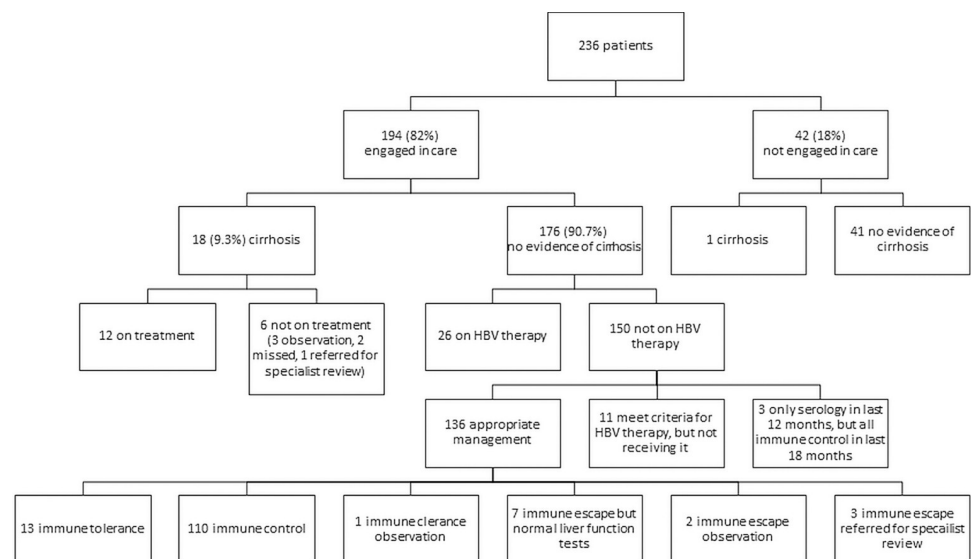 236 patients
194 (82%)
engaged in care
42 (18%)
not engaged in care
18 (9.3%) cirrhosis
176 (90.7%)
no evidence of cirrhosis
1 cirrhosis
41 no evidence of
cirrhosis
12 on treatment
6 not on treatment
(3 observation, 2
missed, 1 referred for
specialist review)
26 on HBV therapy
150 not on HBV
therapy
136 appropriate
management
11 meet criteria for
HBV therapy, but not
receiving it
3 only serology in last
12 months, but all
immune control in last
18 months
13 immune tolerance
110 immune control
1 immune clerance
observation
7 immune escape but
normal liver function
tests
2 immune escape
observation
3 immune escape
referred for specailist
review